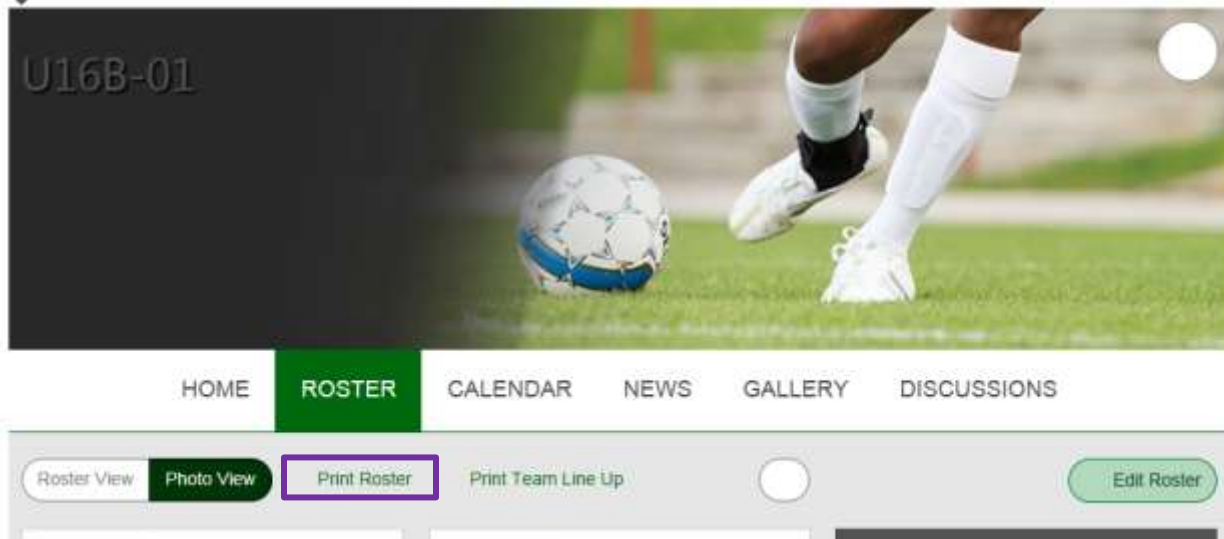 U16B-01
HOME ROSTER CALENDAR NEWS GALLERY DISCUSSIONS
Roster View Photo View Print Roster Print Team Line Up Edit Roster